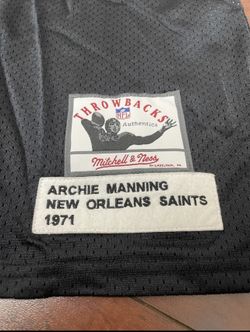 THROWBACKS
NFL
Authentics
Mitchell & Ness
ARCHIE MANNING
NEW ORLEANS SAINTS
1971